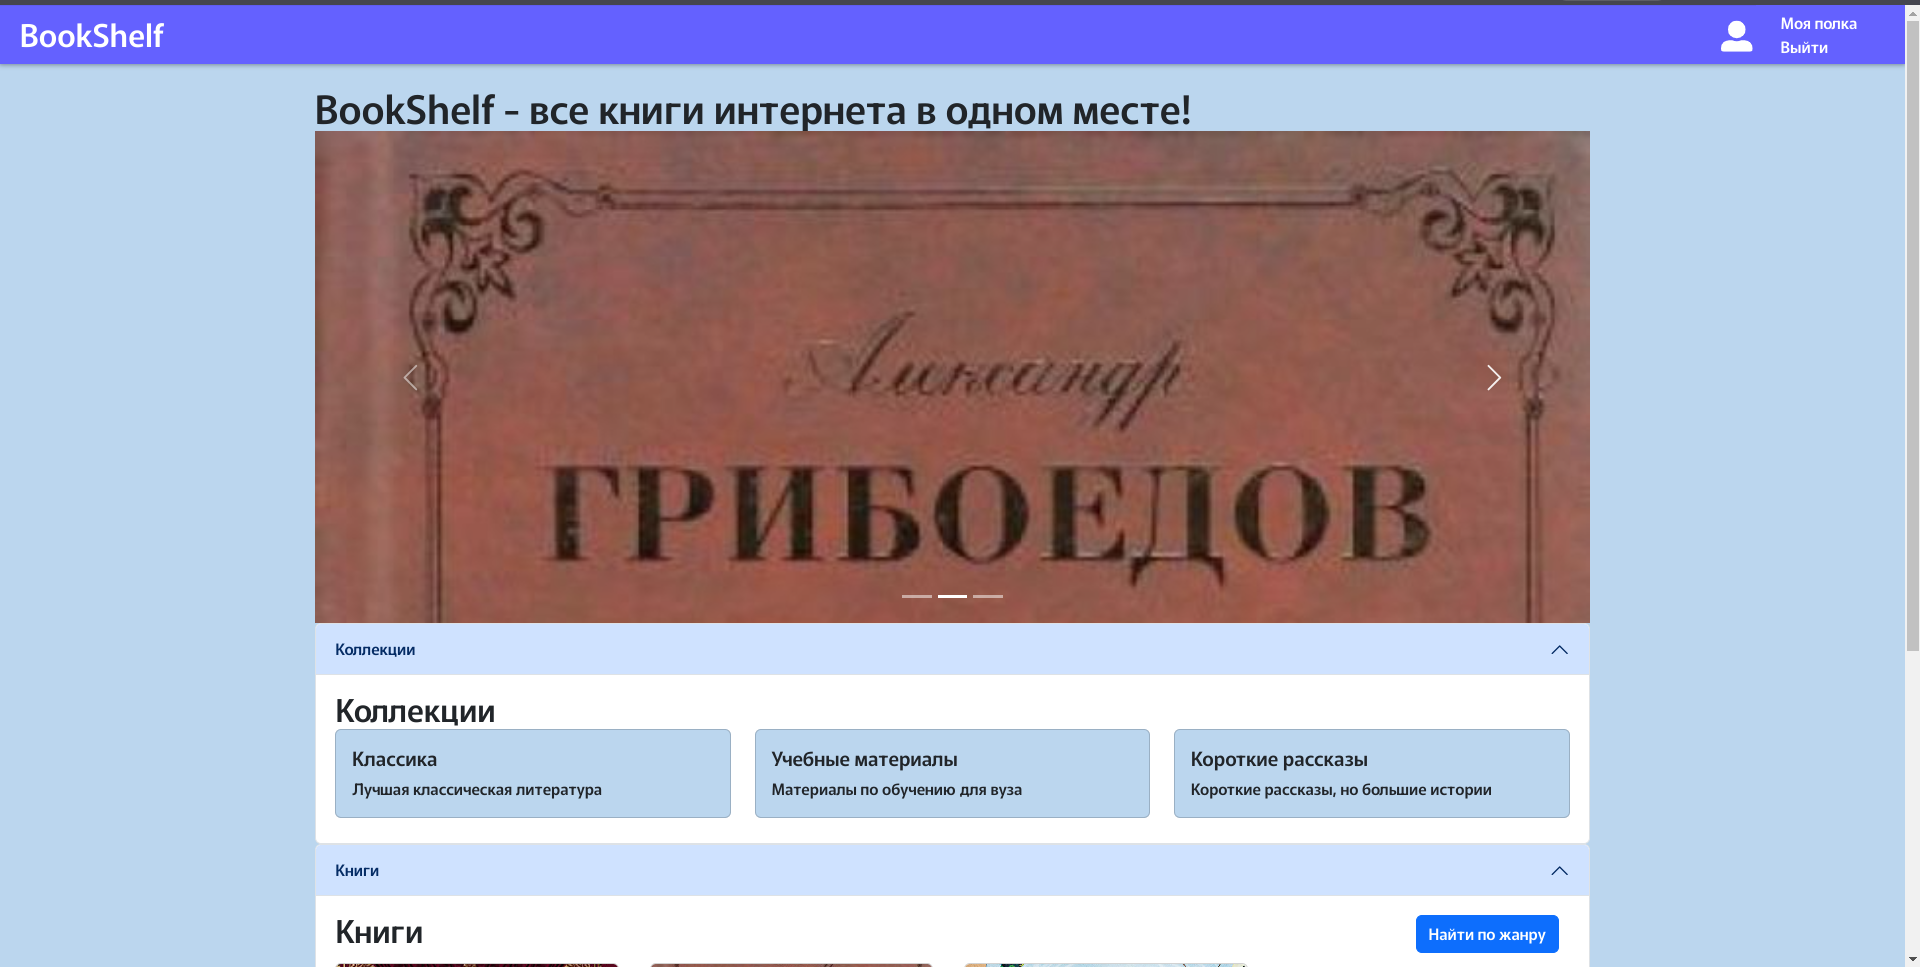 BookShelf
Моя полка
Выйти
BookShelf - все книги интернета в одном месте!
Александр
ГРИБОЕДОВ
Коллекции
Коллекции
Классика
Лучшая классическая литература
Учебные материалы
Материалы по обучению для вуза
Короткие рассказы
Короткие рассказы, но большие истории
Книги
Книги
Найти по жанру